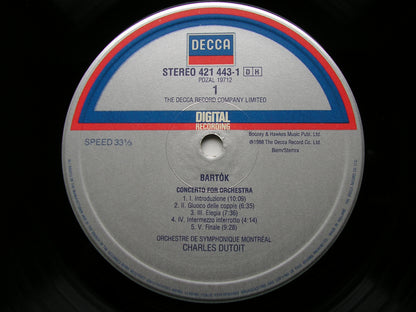 DECCA
STEREO 421 443-1 DH
PDZAL 19712
1
THE DECCA RECORD COMPANY LIMITED
DIGITAL
RECORDING
SPEED 33⅓
Boosey & Hawkes Music Publ. Ltd.
℗1988 The Decca Record Co. Ltd.
Biem/Stemra
BARTÓK
CONCERTO FOR ORCHESTRA
1. I. Introduzione (10:09)
2. II. Giuoco delle coppie (6:35)
3. III. Elegia (7:36)
4. IV. Intermezzo interrotto (4:14)
5. V. Finale (9:28)
ORCHESTRE DE SYMPHONIQUE MONTRÉAL
CHARLES DUTOIT